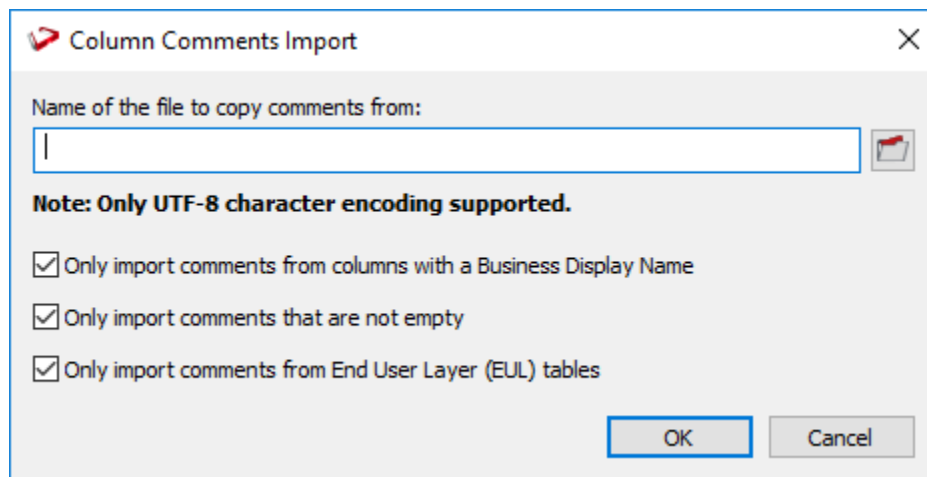 Column Comments Import
Name of the file to copy comments from:
Note: Only UTF-8 character encoding supported.
Only import comments from columns with a Business Display Name
Only import comments that are not empty
Only import comments from End User Layer (EUL) tables
OK Cancel